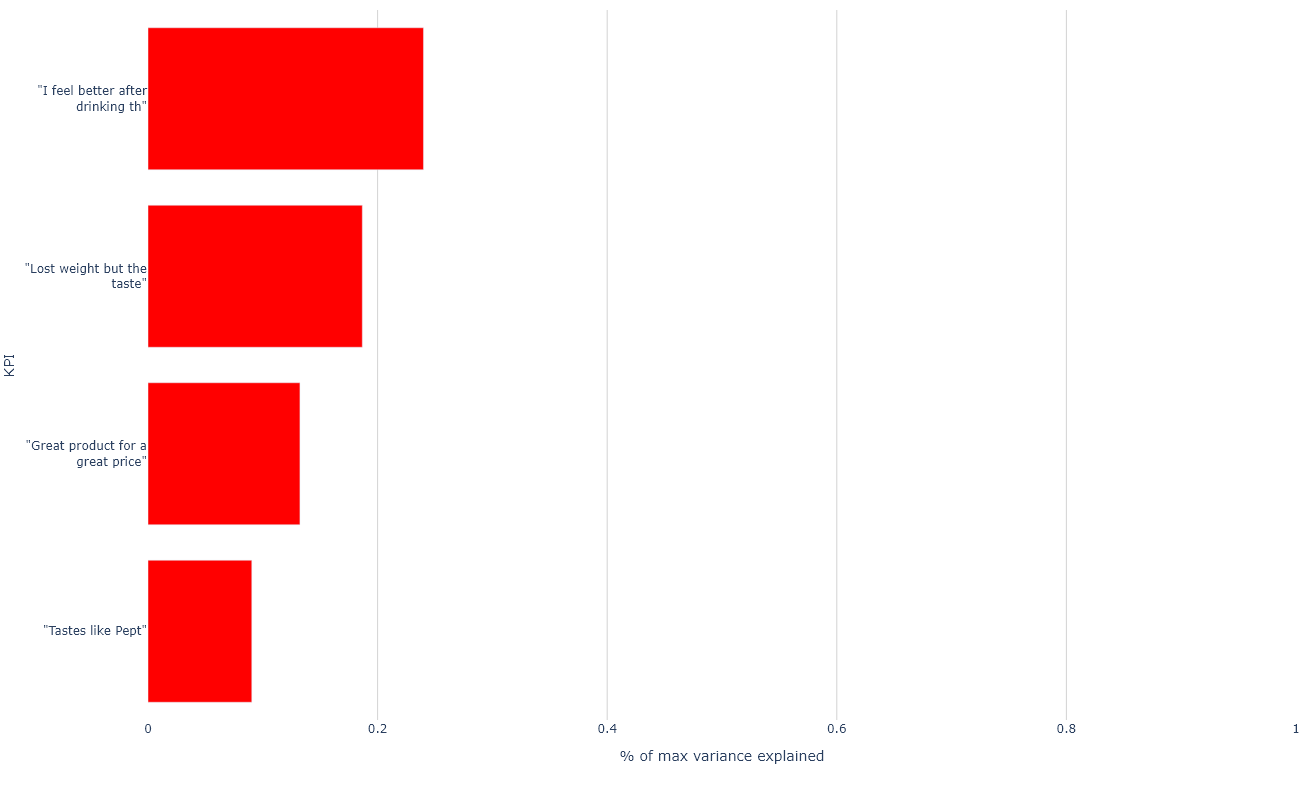 "I feel better after
drinking th"
"Lost weight but the
taste"
KPI
"Great product for a
great price"
"Tastes like Pept"
0
0.2
0.4
0.6
0.8
1
% of max variance explained